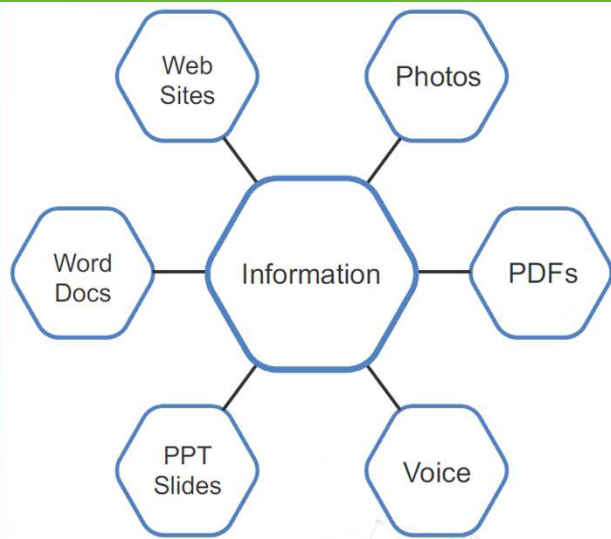 Web
Sites
Photos
Word
Docs
Information
PDFs
PPT
Slides
Voice